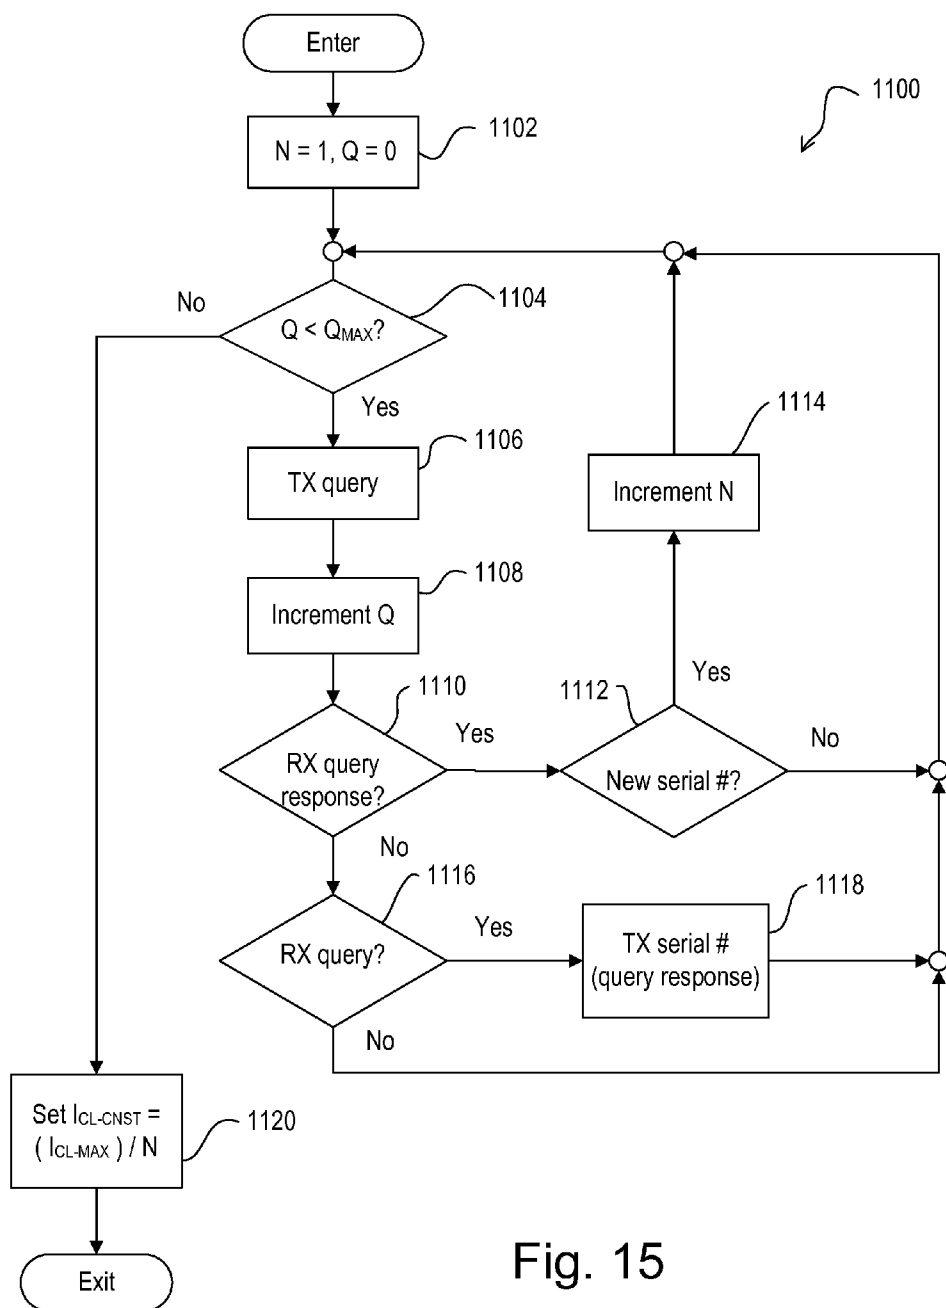 Enter
1100
1102
N = 1, Q = 0
No
1104
Q < QMAX?
Yes
1114
1106
TX query
Increment N
1108
Increment Q
1110
Yes
1112
Yes
No
RX query
response?
New serial #?
No
1116
1118
Yes
RX query?
TX serial #
(query response)
No
Set ICL-CNST =
( ICL-MAX ) / N
1120
Exit
Fig. 15